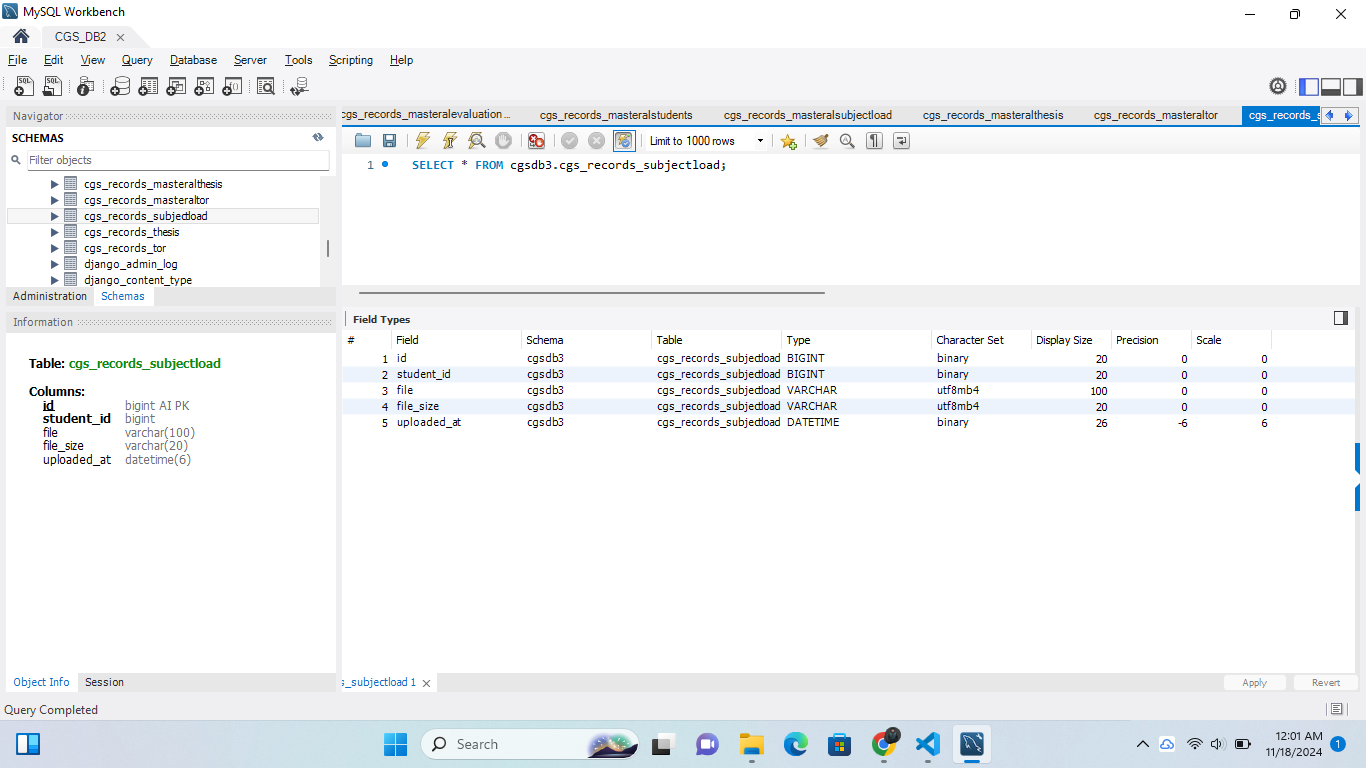 MySQL Workbench
CGS_DB2
File Edit View Query Database Server Tools Scripting Help
Navigator
SCHEMAS
Filter objects
cgs_records_masteralthesis
cgs_records_masteraltor
cgs_records_subjectload
cgs_records_thesis
cgs_records_tor
django_admin_log
django_content_type
Administration Schemas
Information
Table: cgs_records_subjectload
Columns:
id bigint AI PK
student_id bigint
file varchar(100)
file_size varchar(20)
uploaded_at datetime(6)
Object Info Session
cgs_records_masteralevaluation ... cgs_records_masteralstudents cgs_records_masteralsubjectload cgs_records_masteralthesis cgs_records_masteraltor cgs_records_s
Limit to 1000 rows
1 SELECT * FROM cgsdb3.cgs_records_subjectload;
Field Types
# Field Schema Table Type Character Set Display Size Precision Scale
1 id cgsdb3 cgs_records_subjectload BIGINT binary 20 0 0
2 student_id cgsdb3 cgs_records_subjectload BIGINT binary 20 0 0
3 file cgsdb3 cgs_records_subjectload VARCHAR utf8mb4 100 0 0
4 file_size cgsdb3 cgs_records_subjectload VARCHAR utf8mb4 20 0 0
5 uploaded_at cgsdb3 cgs_records_subjectload DATETIME binary 26 -6 6
s_subjectload 1
Apply Revert
Query Completed
Search
12:01 AM
11/18/2024
1